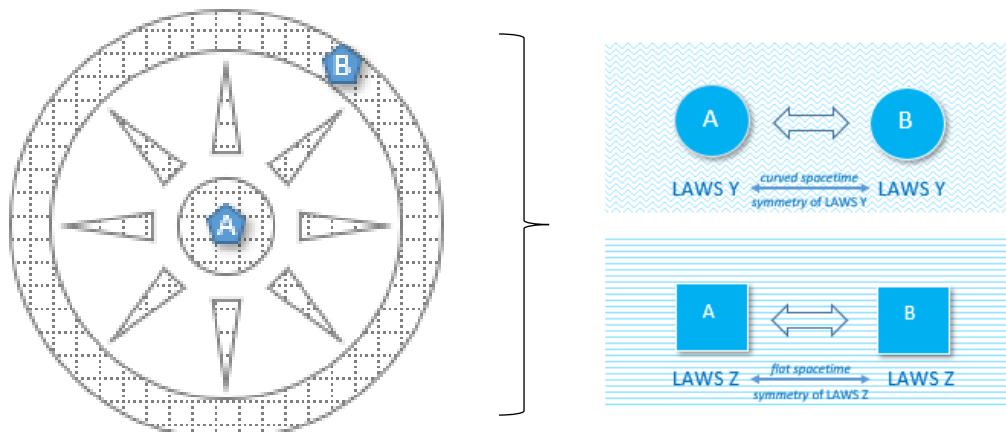 B
A
A
B
curved spacetime
LAWS Y
LAWS Y
symmetry of LAWS Y
A
B
flat spacetime
LAWS Z
LAWS Z
symmetry of LAWS Z